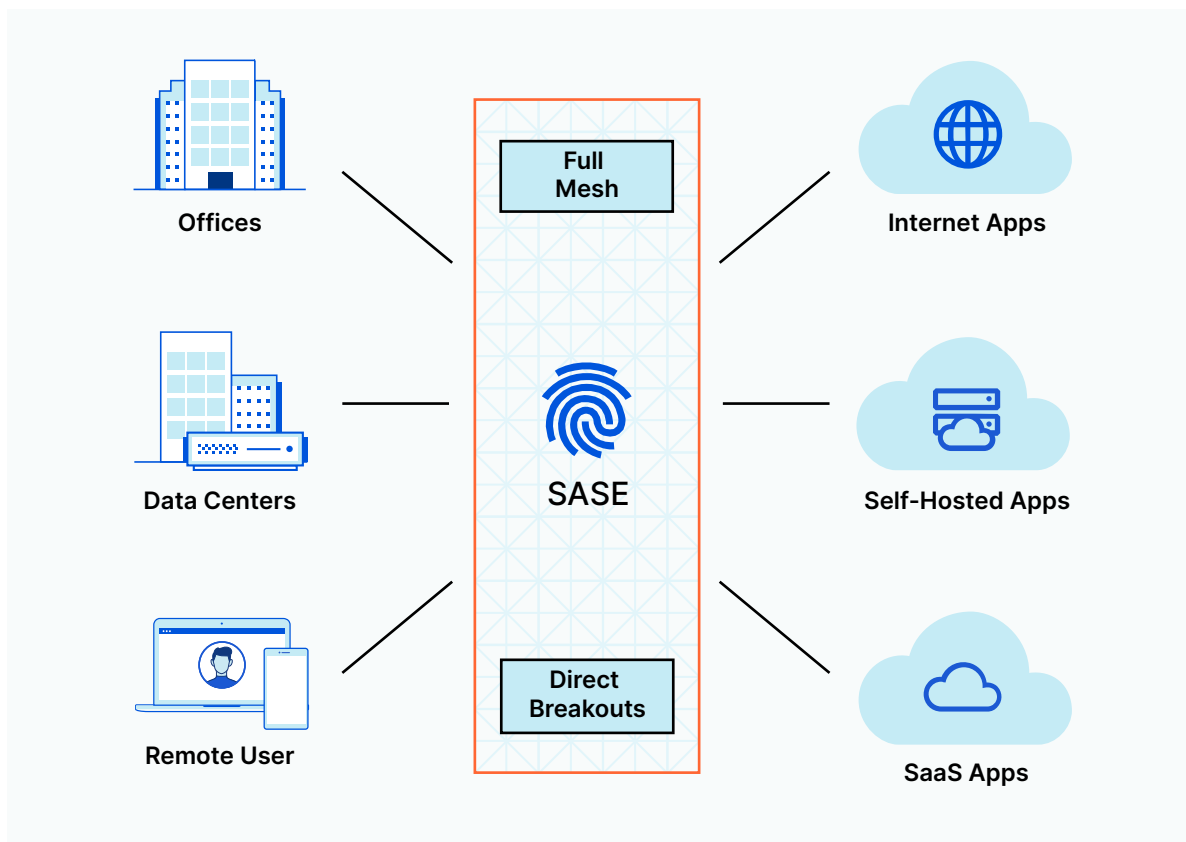 Offices
Data Centers
Remote User
Full
Mesh
SASE
Direct
Breakouts
Internet Apps
Self-Hosted Apps
SaaS Apps